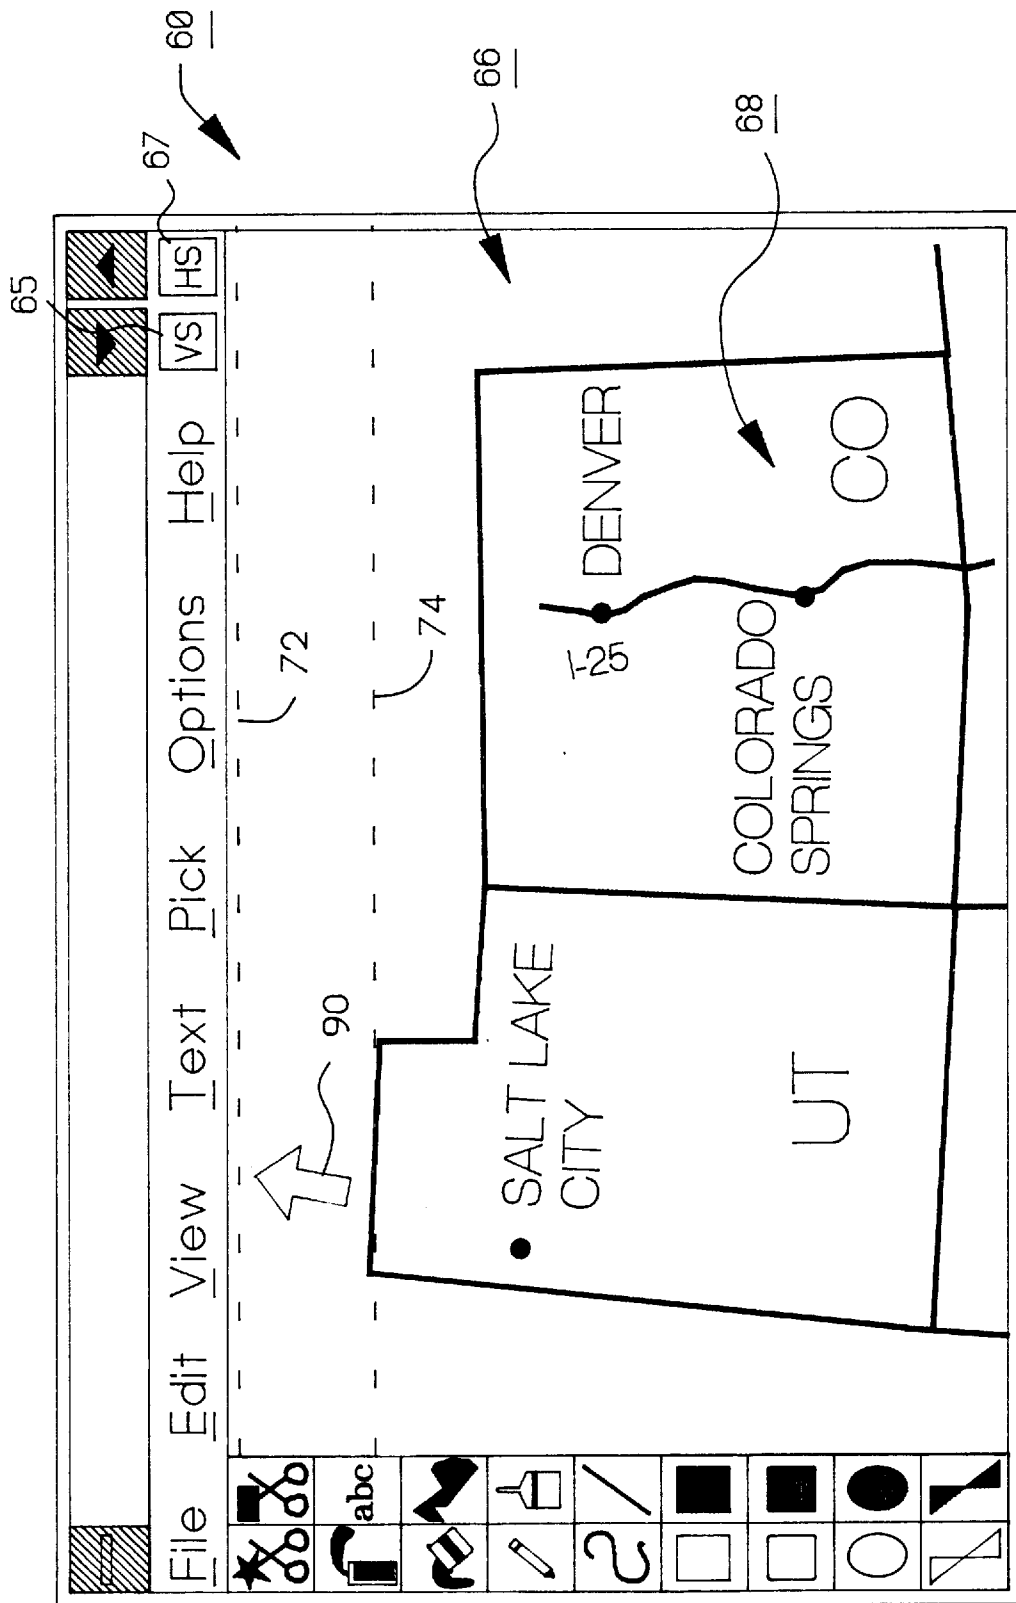 60
65
67
File Edit View Text Pick Options Help VS HS
72
66
90
74
abc
68
SALT LAKE
CITY
DENVER
I-25
COLORADO
SPRINGS
UT
CO